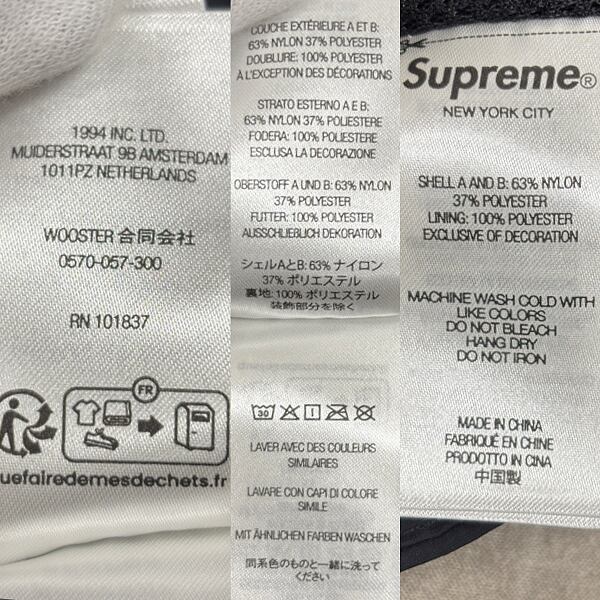 1994 INC. LTD.
MUIDERSTRAAT 9B AMSTERDAM
1011PZ NETHERLANDS
WOOSTER 合同会社
0570-057-300
RN 101837
FR
uefairedemesdechets.fr
COUCHE EXTÉRIEURE A ET B:
63% NYLON 37% POLYESTER
DOUBLURE: 100% POLYESTER
À L'EXCEPTION DES DÉCORATIONS
STRATO ESTERNO A E B:
63% NYLON 37% POLIESTERE
FODERA: 100% POLIESTERE
ESCLUSA LA DECORAZIONE
OBERSTOFF A UND B: 63% NYLON
37% POLYESTER
FUTTER: 100% POLYESTER
AUSSCHLIEßLICH DEKORATION
シェルAとB: 63% ナイロン
37% ポリエステル
裏地: 100% ポリエステル
装飾部分を除く
30
LAVER AVEC DES COULEURS
SIMILAIRES
LAVARE CON CAPI DI COLORE
SIMILE
MIT ÄHNLICHEN FARBEN WASCHEN
同系色のものと一緒に洗って
ください
Supreme®
NEW YORK CITY
SHELL A AND B: 63% NYLON
37% POLYESTER
LINING: 100% POLYESTER
EXCLUSIVE OF DECORATION
MACHINE WASH COLD WITH
LIKE COLORS
DO NOT BLEACH
HANG DRY
DO NOT IRON
MADE IN CHINA
FABRIQUÉ EN CHINE
PRODOTTO IN CINA
中国製